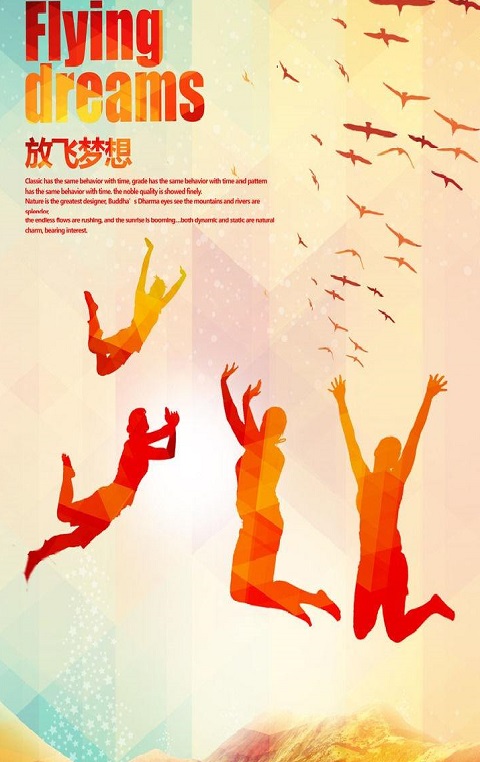 Flying
dreams
放飞梦想
Classic has same behavior with time, grade has the same behavior with time and pattern
has the same behavior with time. the noble quality is showed finely.
Nature is the greatest designer, Buddha's Dharma eyes see the mountains and rivers are
splendor,
the endless flows are rushing, and the sunrise is booming...both dynamic and static are natural
charm, bearing interest.